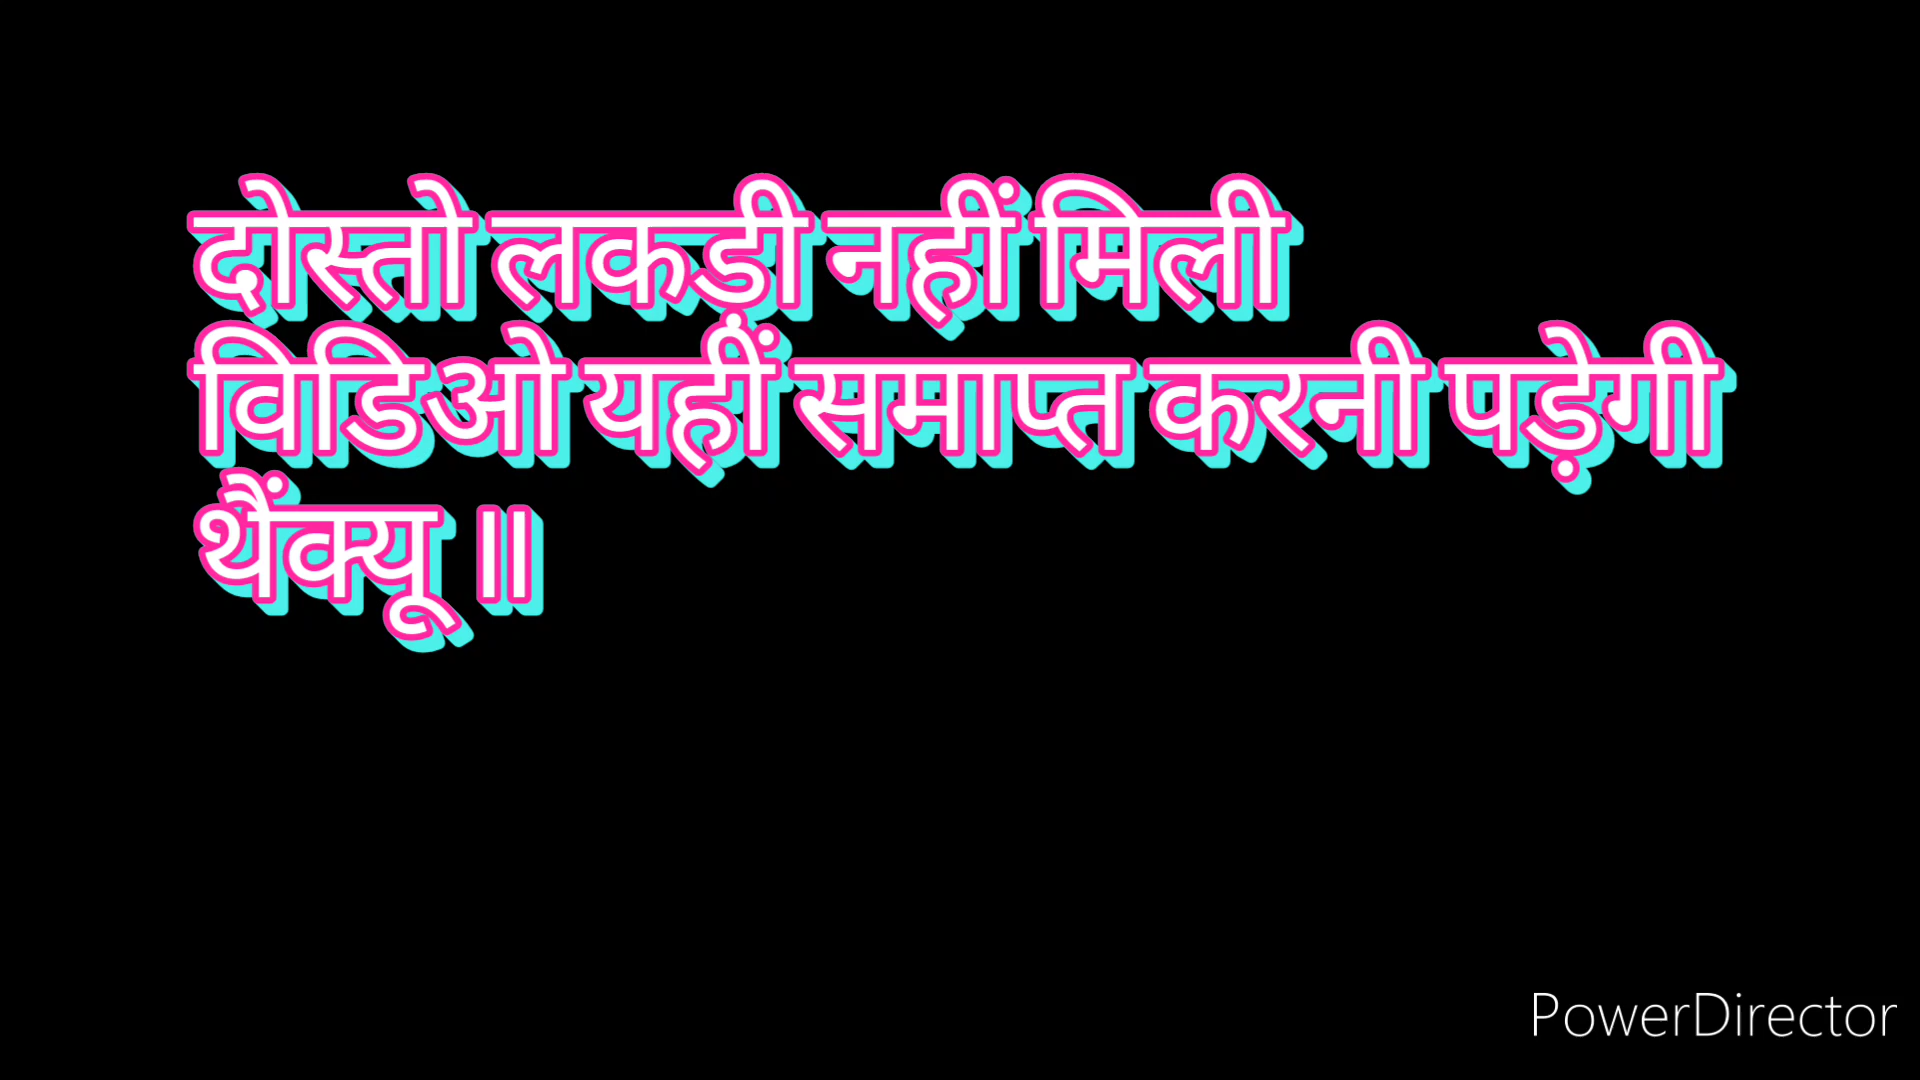 दोस्तो लकड़ी नहीं मिली
विडिओ यहीं समाप्त करनी पड़ेगी
थैंक्यू ॥
PowerDirector